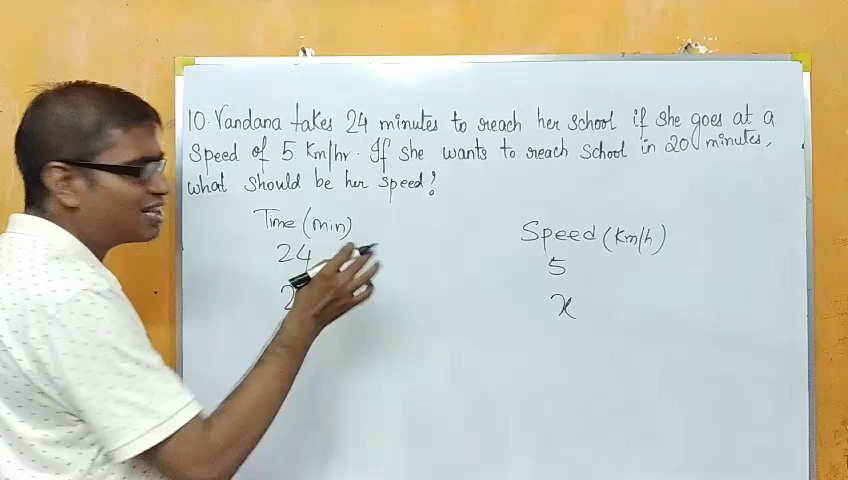 10. Vandana takes 24 minutes to reach her school if she goes at a
Speed of 5 Km/hr. If she wants to reach school in 20 minutes,
what should be her speed?
Time (min)
Speed (Km/h)
24
5
x